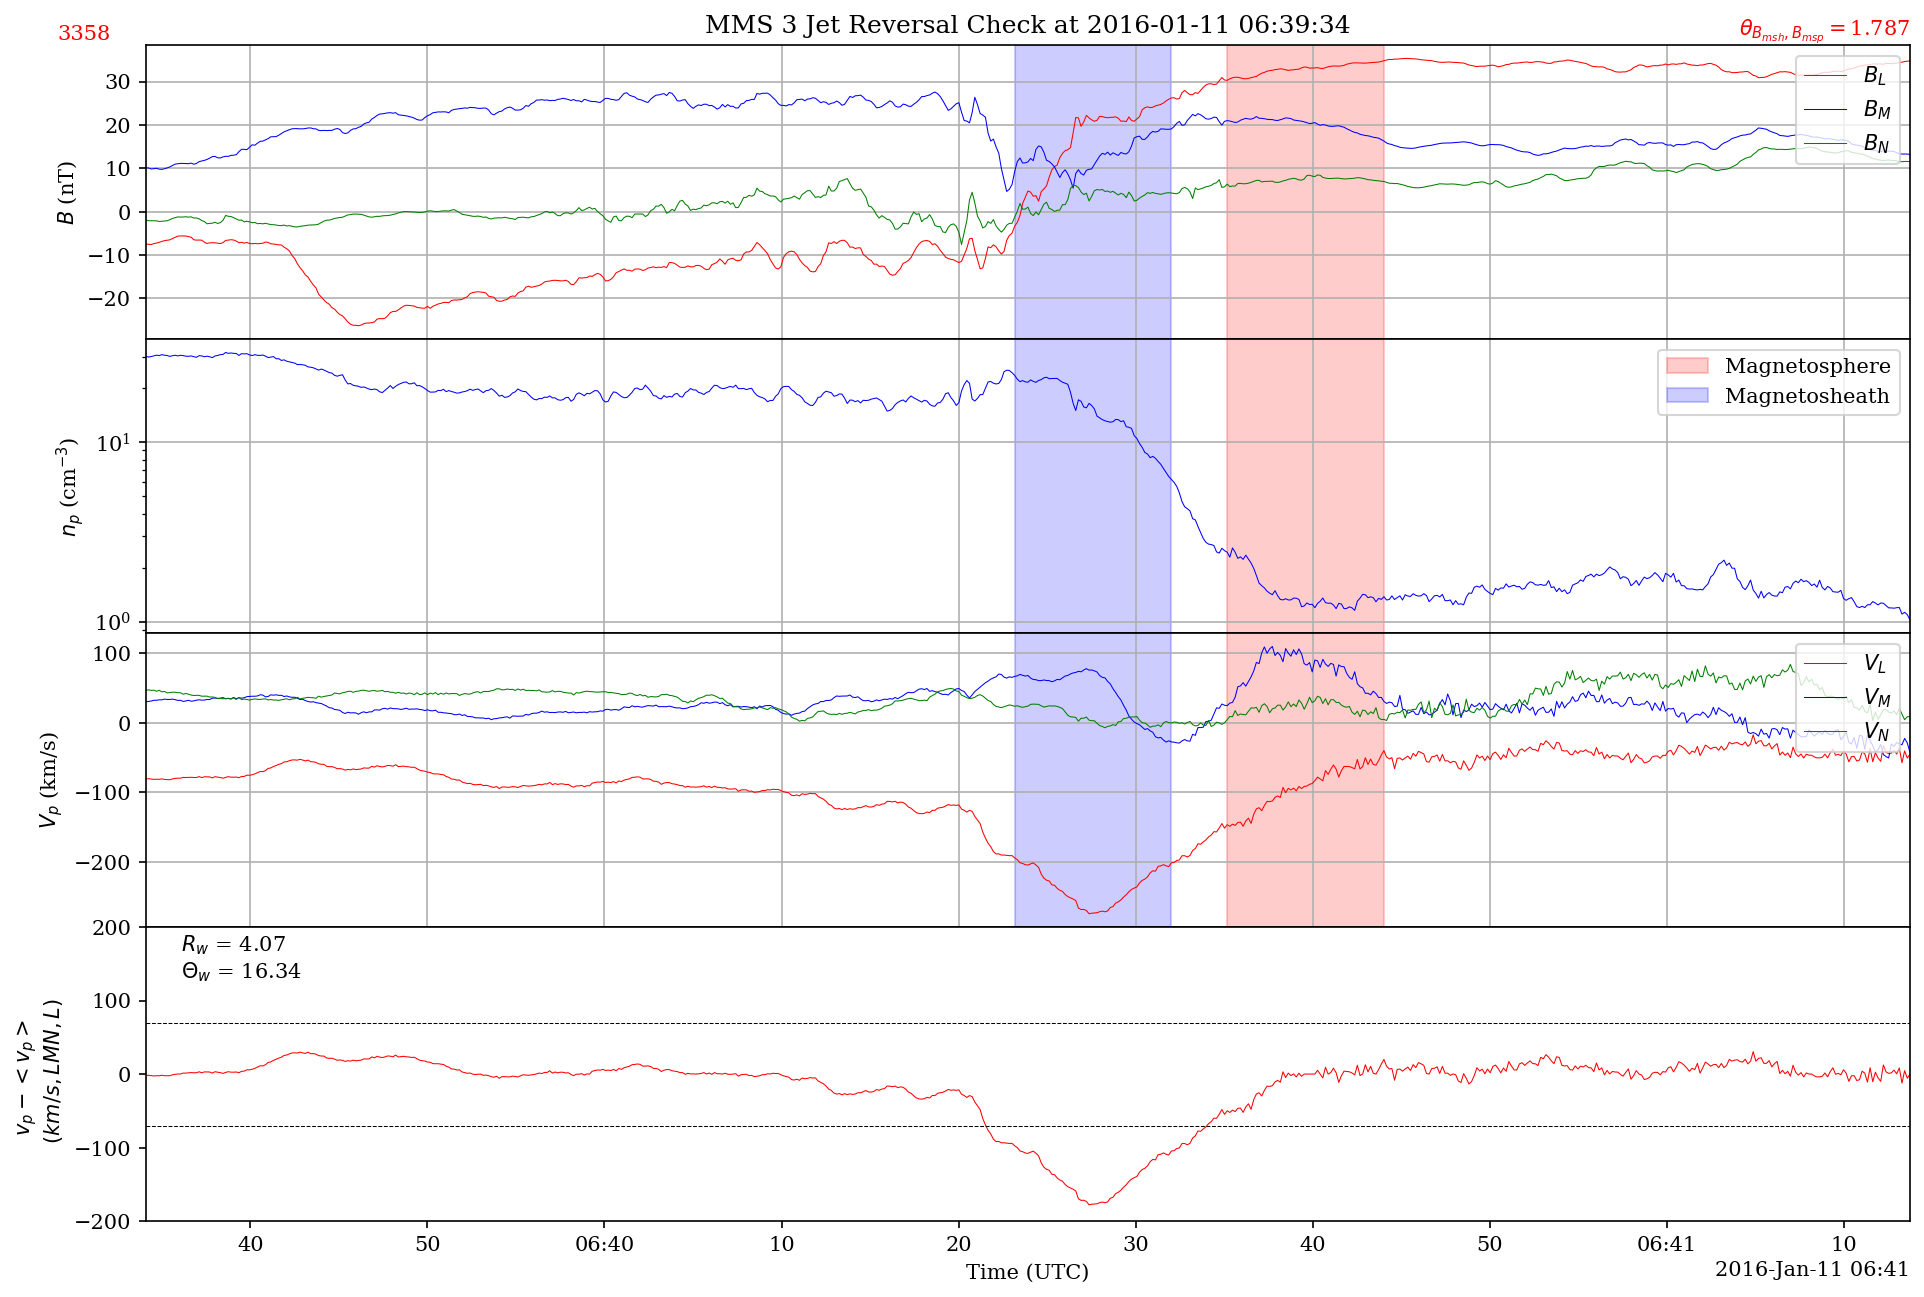 MMS 3 Jet Reversal Check at 2016-01-11 06:39:34
3358
θ_{B_{msh}, B_{msp}} = 1.787
B (nT)
30
20
10
0
−10
−20
B_L
B_M
B_N
n_p (cm^{−3})
10^1
10^0
Magnetosphere
Magnetosheath
V_p (km/s)
100
0
−100
−200
V_L
V_M
V_N
v_p − < v_p >
(km/s, LMN, L)
200
100
0
−100
−200
R_w = 4.07
Θ_w = 16.34
40 50 06:40 10 20 30 40 50 06:41 10
Time (UTC)
2016-Jan-11 06:41